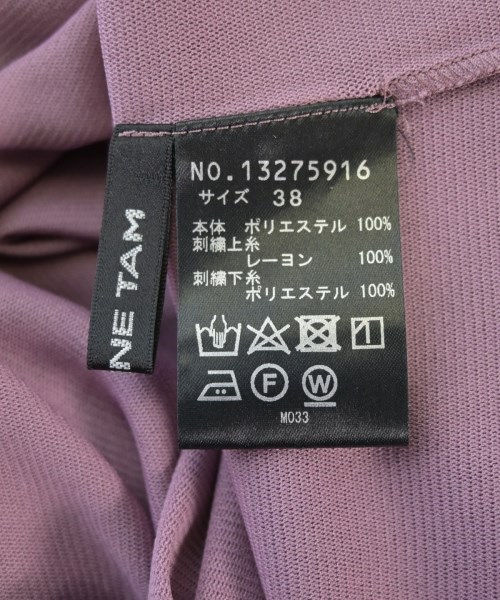 NO.13275916
サイズ 38
本体 ポリエステル 100%
刺繍上糸
レーヨン 100%
刺繍下糸
ポリエステル 100%
F W
M033
NE TAM